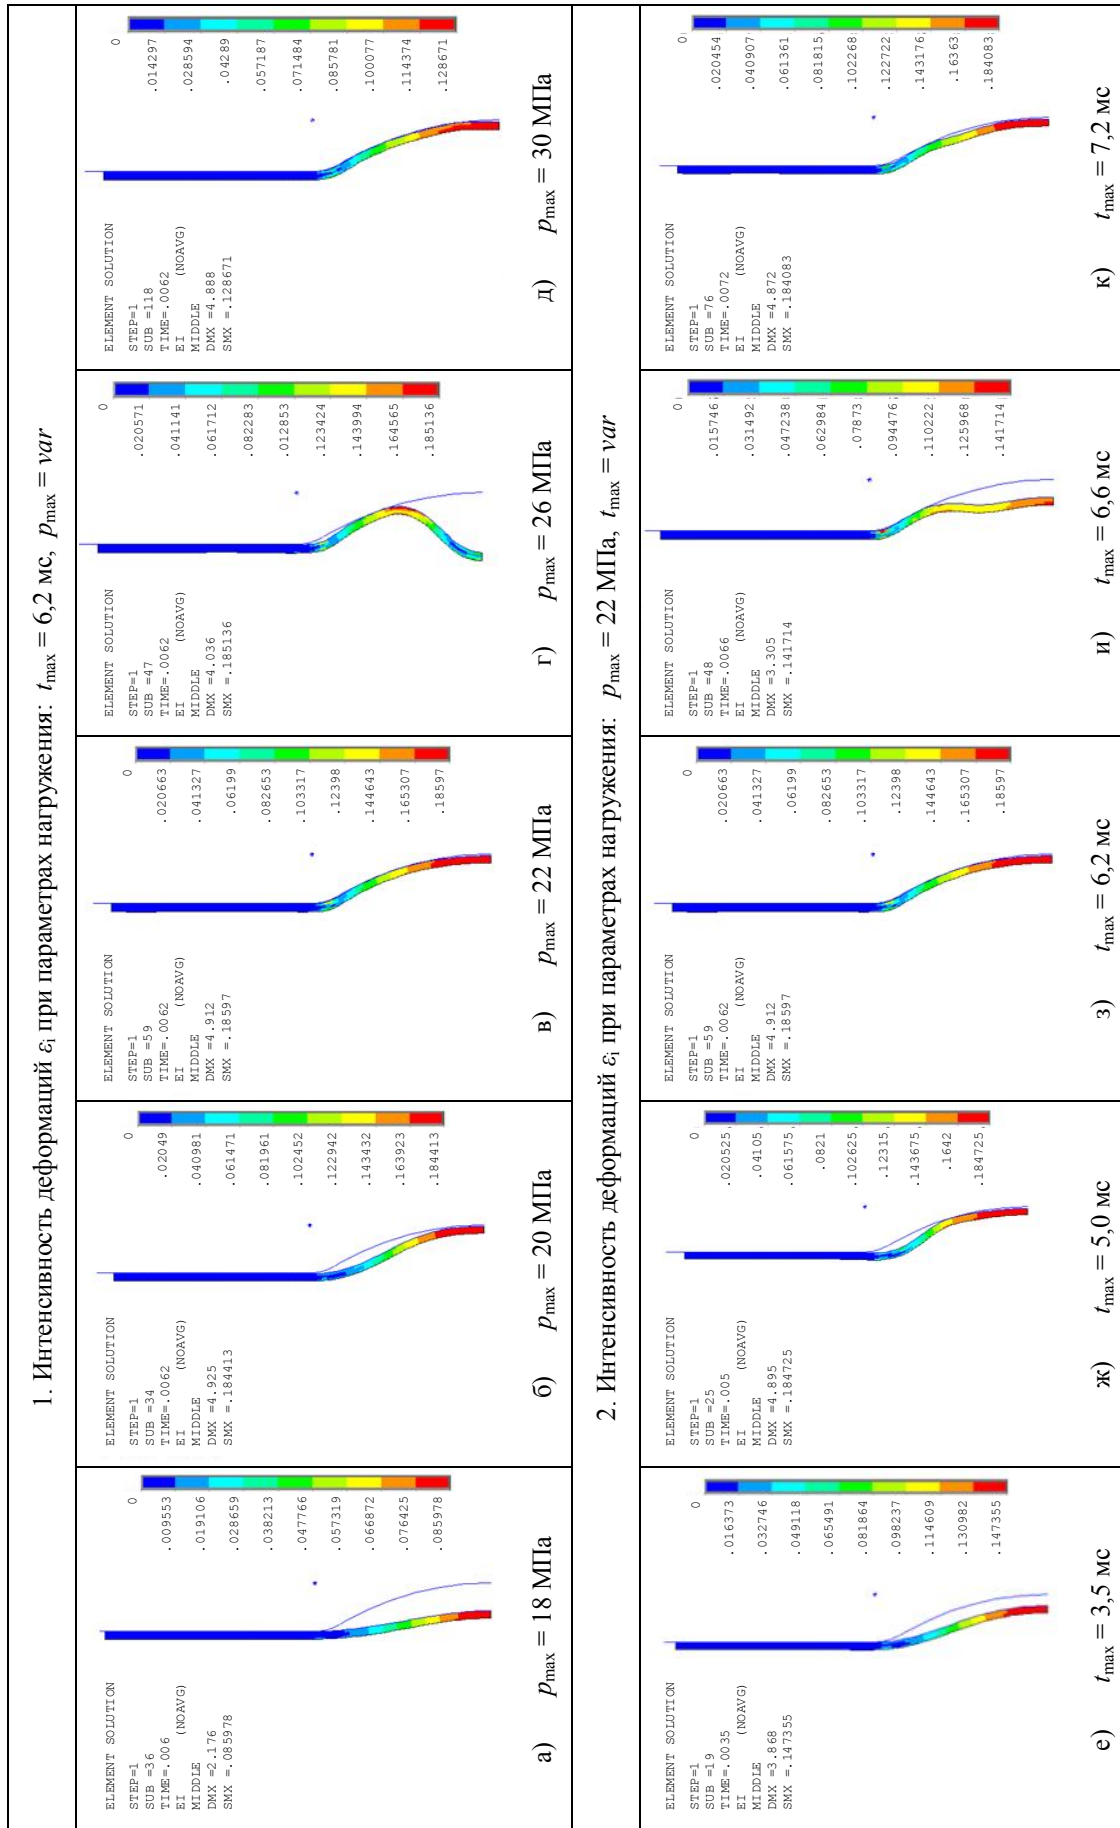 1. Интенсивность деформаций εi при параметрах нагружения: tmax = 6,2 мс, pmax = var
ELEMENT SOLUTION
STEP=1
SUB =36
TIME=.006
EI (NOAVG)
MIDDLE
DMX =2.176
SMX =.085978
0
.009553
.019106
.028659
.038213
.047766
.057319
.066872
.076425
.085978
а) pmax = 18 МПа
ELEMENT SOLUTION
STEP=1
SUB =34
TIME=.0062
EI (NOAVG)
MIDDLE
DMX =4.925
SMX =.184413
0
.02049
.040981
.061471
.081961
.102452
.122942
.143432
.163923
.184413
б) pmax = 20 МПа
ELEMENT SOLUTION
STEP=1
SUB =59
TIME=.0062
EI (NOAVG)
MIDDLE
DMX =4.912
SMX =.18597
0
.020663
.041327
.06199
.082653
.103317
.12398
.144643
.165307
.18597
в) pmax = 22 МПа
ELEMENT SOLUTION
STEP=1
SUB =47
TIME=.0062
EI (NOAVG)
MIDDLE
DMX =4.036
SMX =.185136
0
.020571
.041141
.061712
.082283
.012853
.123424
.143994
.164565
.185136
г) pmax = 26 МПа
ELEMENT SOLUTION
STEP=1
SUB =118
TIME=.0062
EI (NOAVG)
MIDDLE
DMX =4.888
SMX =.128671
0
.014297
.028594
.04289
.057187
.071484
.085781
.100077
.114374
.128671
д) pmax = 30 МПа
2. Интенсивность деформаций εi при параметрах нагружения: pmax = 22 МПа, tmax = var
ELEMENT SOLUTION
STEP=1
SUB =19
TIME=.0035
EI (NOAVG)
MIDDLE
DMX =3.868
SMX =.147355
0
.016373
.032746
.049118
.065491
.081864
.098237
.114609
.130982
.147355
е) tmax = 3,5 мс
ELEMENT SOLUTION
STEP=1
SUB =25
TIME=.005
EI (NOAVG)
MIDDLE
DMX =4.895
SMX =.184725
0
.020525
.04105
.061575
.0821
.102625
.12315
.143675
.1642
.184725
ж) tmax = 5,0 мс
ELEMENT SOLUTION
STEP=1
SUB =59
TIME=.0062
EI (NOAVG)
MIDDLE
DMX =4.912
SMX =.18597
0
.020663
.041327
.06199
.082653
.103317
.12398
.144643
.165307
.18597
з) tmax = 6,2 мс
ELEMENT SOLUTION
STEP=1
SUB =48
TIME=.0066
EI (NOAVG)
MIDDLE
DMX =3.305
SMX =.141714
0
.015746
.031492
.047238
.062984
.07873
.094476
.110222
.125968
.141714
и) tmax = 6,6 мс
ELEMENT SOLUTION
STEP=1
SUB =76
TIME=.0072
EI (NOAVG)
MIDDLE
DMX =4.872
SMX =.184083
0
.020454
.040907
.061361
.081815
.102268
.122722
.143176
.16363
.184083
к) tmax = 7,2 мс